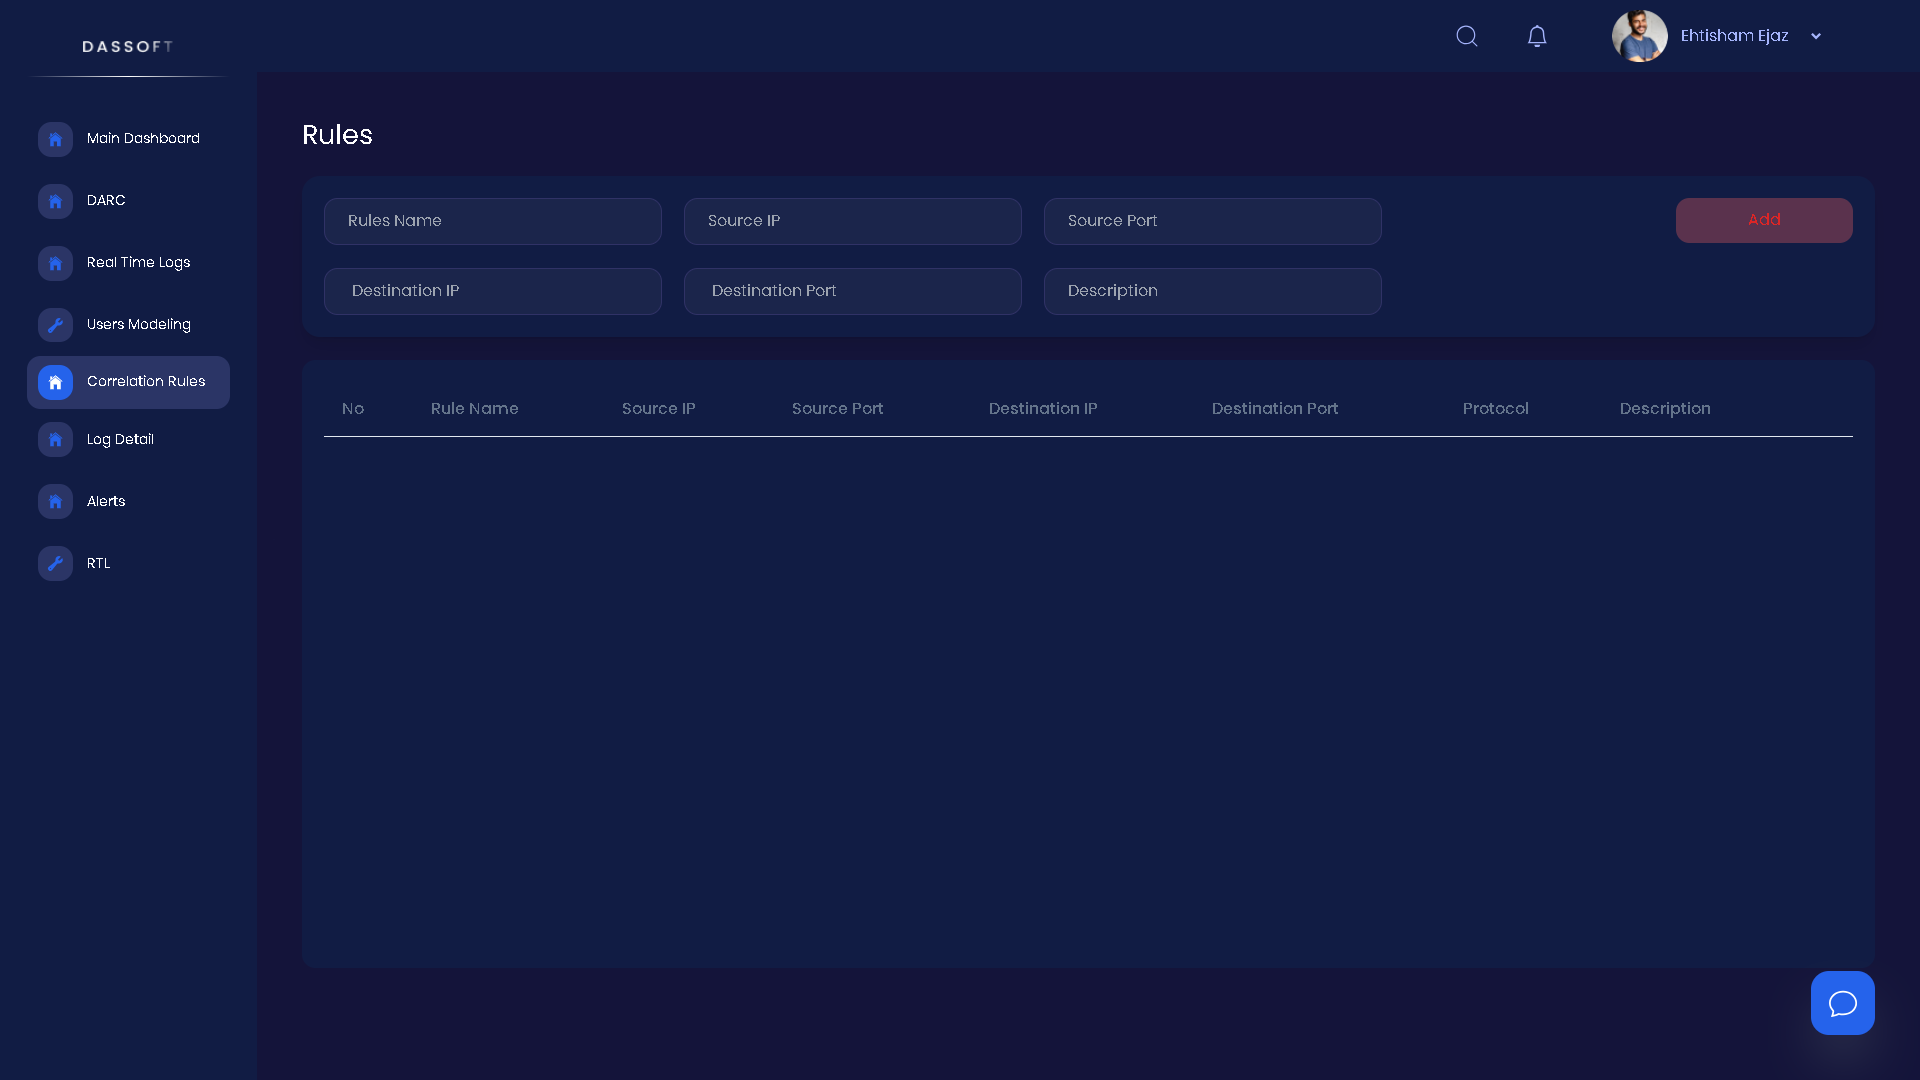 DASSOFT
Ehtisham Ejaz
Main Dashboard
DARC
Real Time Logs
Users Modeling
Correlation Rules
Log Detail
Alerts
RTL
Rules
Rules Name Source IP Source Port Add
Destination IP Destination Port Description
No Rule Name Source IP Source Port Destination IP Destination Port Protocol Description